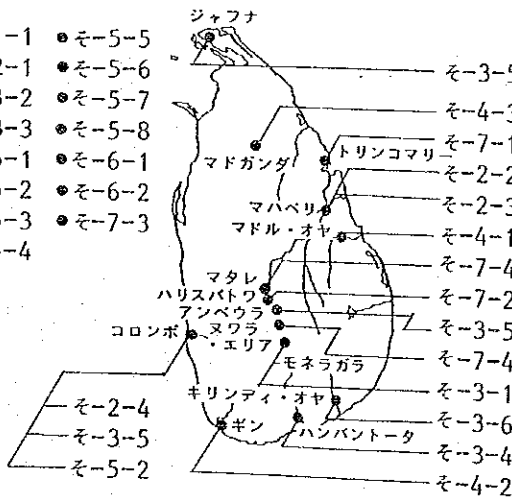 ジャフナ
-1 ●そ-5-5
-1 ●そ-5-6
-2 ●そ-5-7
-3 ●そ-5-8
-1 ●そ-6-1
-2 ●そ-6-2
-3 ●そ-7-3
-4
そ-3-5
そ-4-3
そ-7-1
マドガンダ
トリンコマリー
そ-2-2
マハベリ
そ-2-3
マドル・オヤ
そ-4-1
そ-7-4
マタレ
ハリスパトワ
そ-7-2
アンペウラ
そ-3-5
コロンボ
ヌワラ
・エリア
そ-7-4
モネラガラ
そ-3-1
キリンディ・オヤ
そ-3-6
そ-2-4
ギン
ハンバントータ
そ-3-5
そ-3-4
そ-5-2
そ-4-2